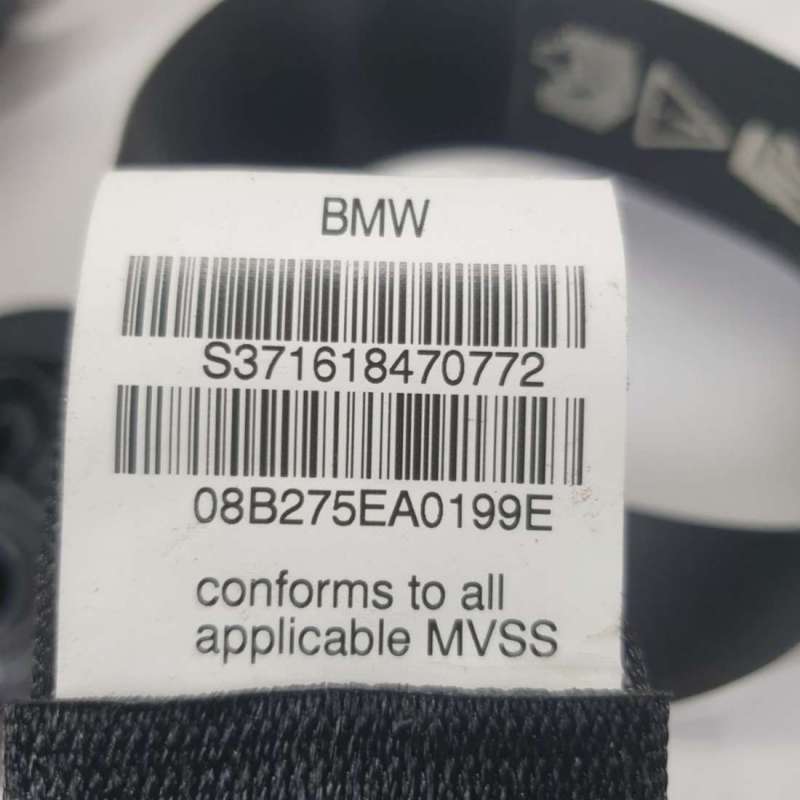 BMW
S371618470772
08B275EA0199E
conforms to all
applicable MVSS